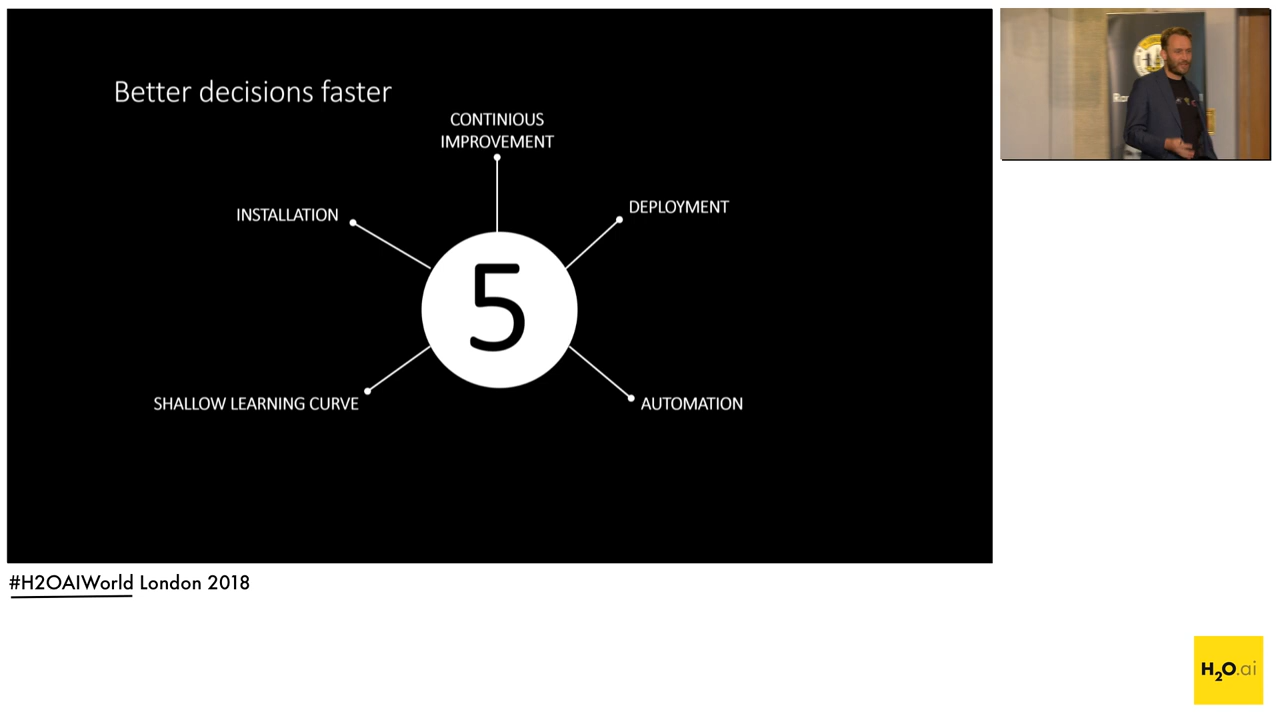 Better decisions faster
CONTINIOUS
IMPROVEMENT
INSTALLATION
DEPLOYMENT
5
SHALLOW LEARNING CURVE
AUTOMATION
#H2OAIWorld London 2018
H2O.ai